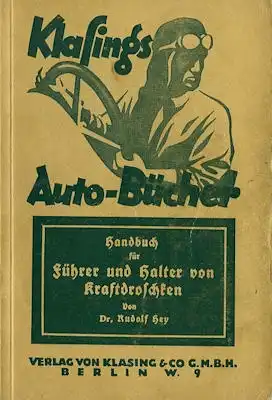 Klasings
Auto-Bücher
Handbuch
für
Führer und Halter von
Kraftdroschken
Von
Dr. Rudolf Hey
VERLAG VON KLASING & CO G.M.B.H.
BERLIN W. 9